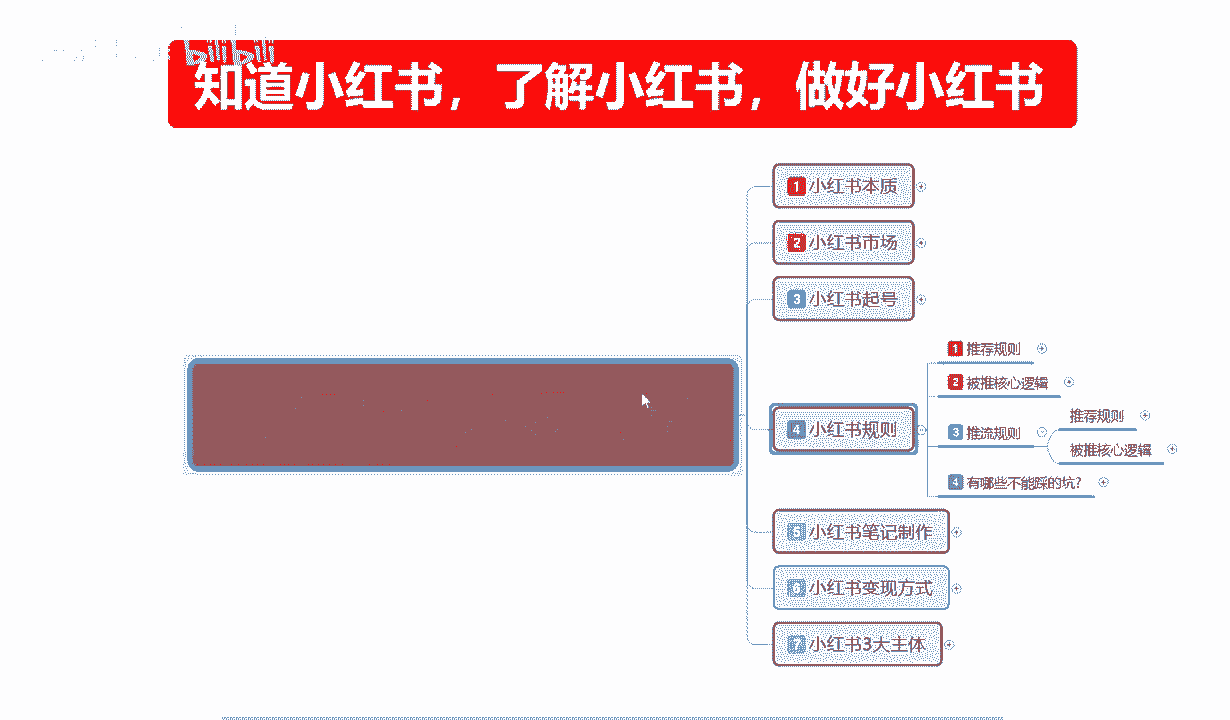 bilibili
知道小红书，了解小红书，做好小红书
1 小红书本质
2 小红书市场
3 小红书起号
4 小红书规则
1 推荐规则
2 被推核心逻辑
3 推流规则
推荐规则
被推核心逻辑
4 有哪些不能踩的坑?
5 小红书笔记制作
6 小红书变现方式
7 小红书3大主体